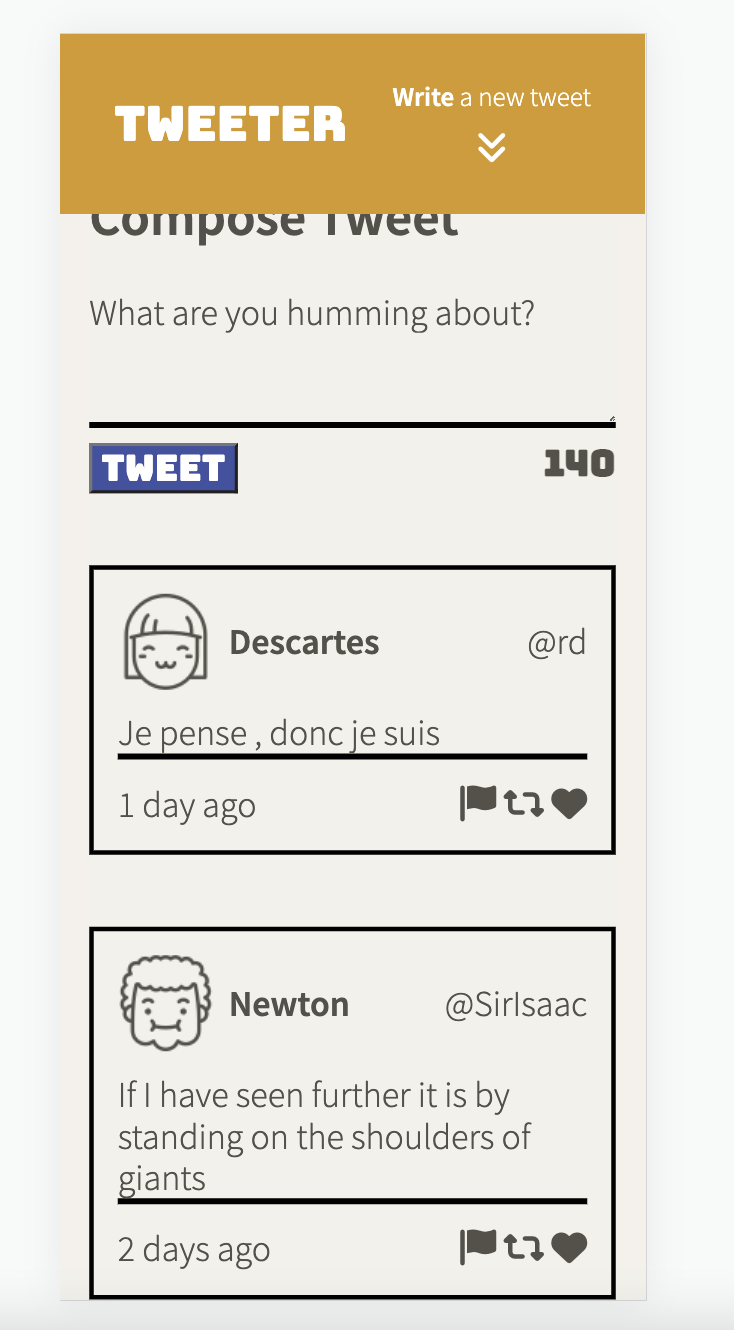 TWEETER
Write a new tweet
Compose Tweet
What are you humming about?
TWEET
140
Descartes
@rd
Je pense , donc je suis
1 day ago
Newton
@SirIsaac
If I have seen further it is by
standing on the shoulders of
giants
2 days ago